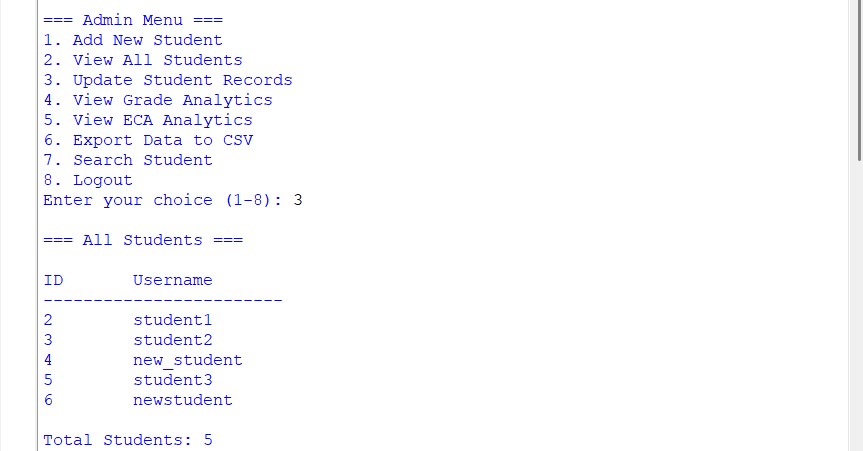 === Admin Menu ===
1. Add New Student
2. View All Students
3. Update Student Records
4. View Grade Analytics
5. View ECA Analytics
6. Export Data to CSV
7. Search Student
8. Logout
Enter your choice (1-8): 3
=== All Students ===
ID Username
------------------------
2 student1
3 student2
4 new_student
5 student3
6 newstudent
Total Students: 5